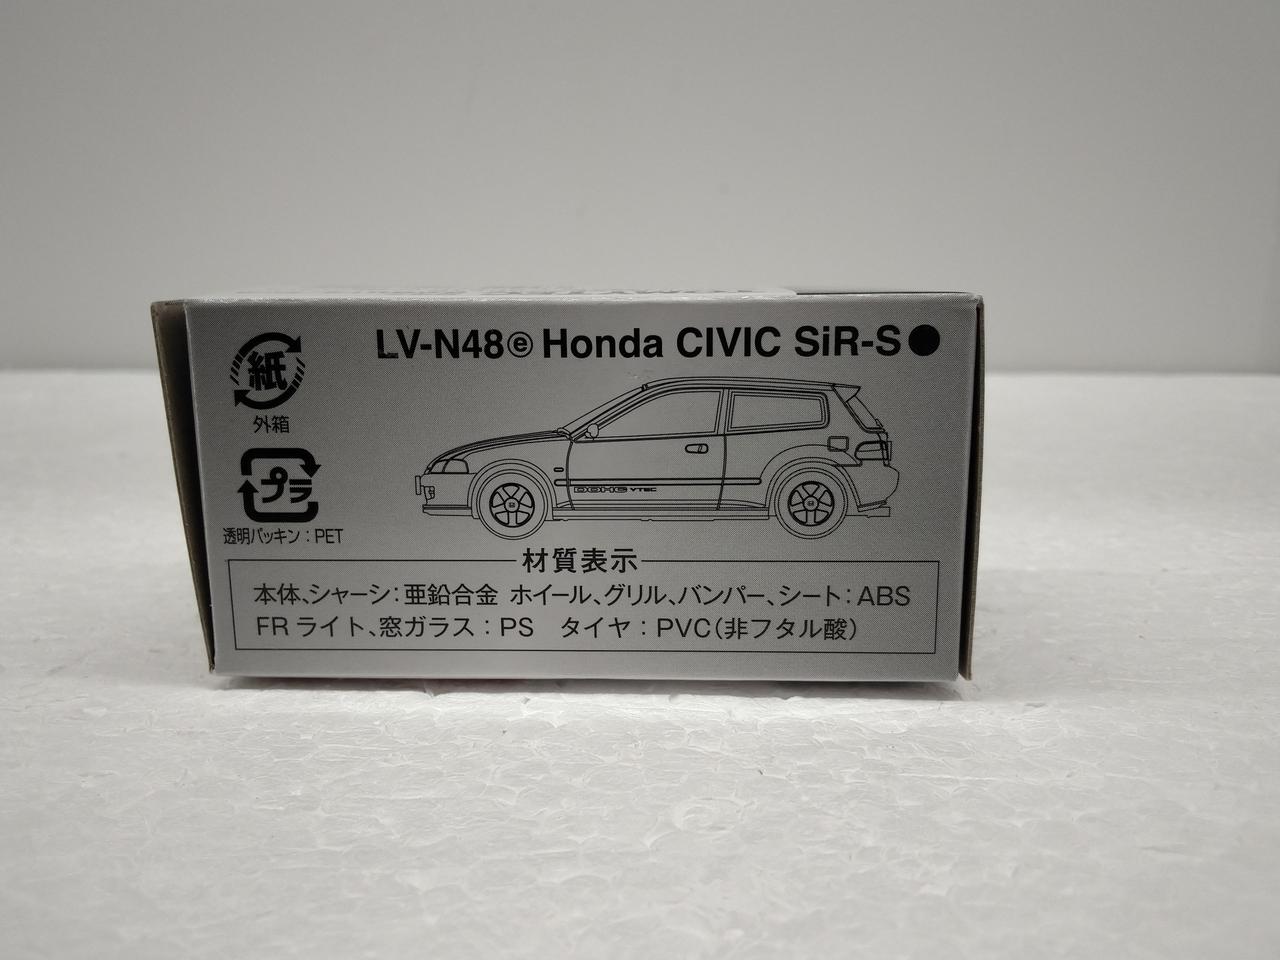 LV-N48ⓔ Honda CIVIC SiR-S●
紙
外箱
プラ
透明パッキン：PET
DOHC VTEC
材質表示
本体、シャーシ：亜鉛合金 ホイール、グリル、バンパー、シート：ABS
FRライト、窓ガラス：PS タイヤ：PVC（非フタル酸）